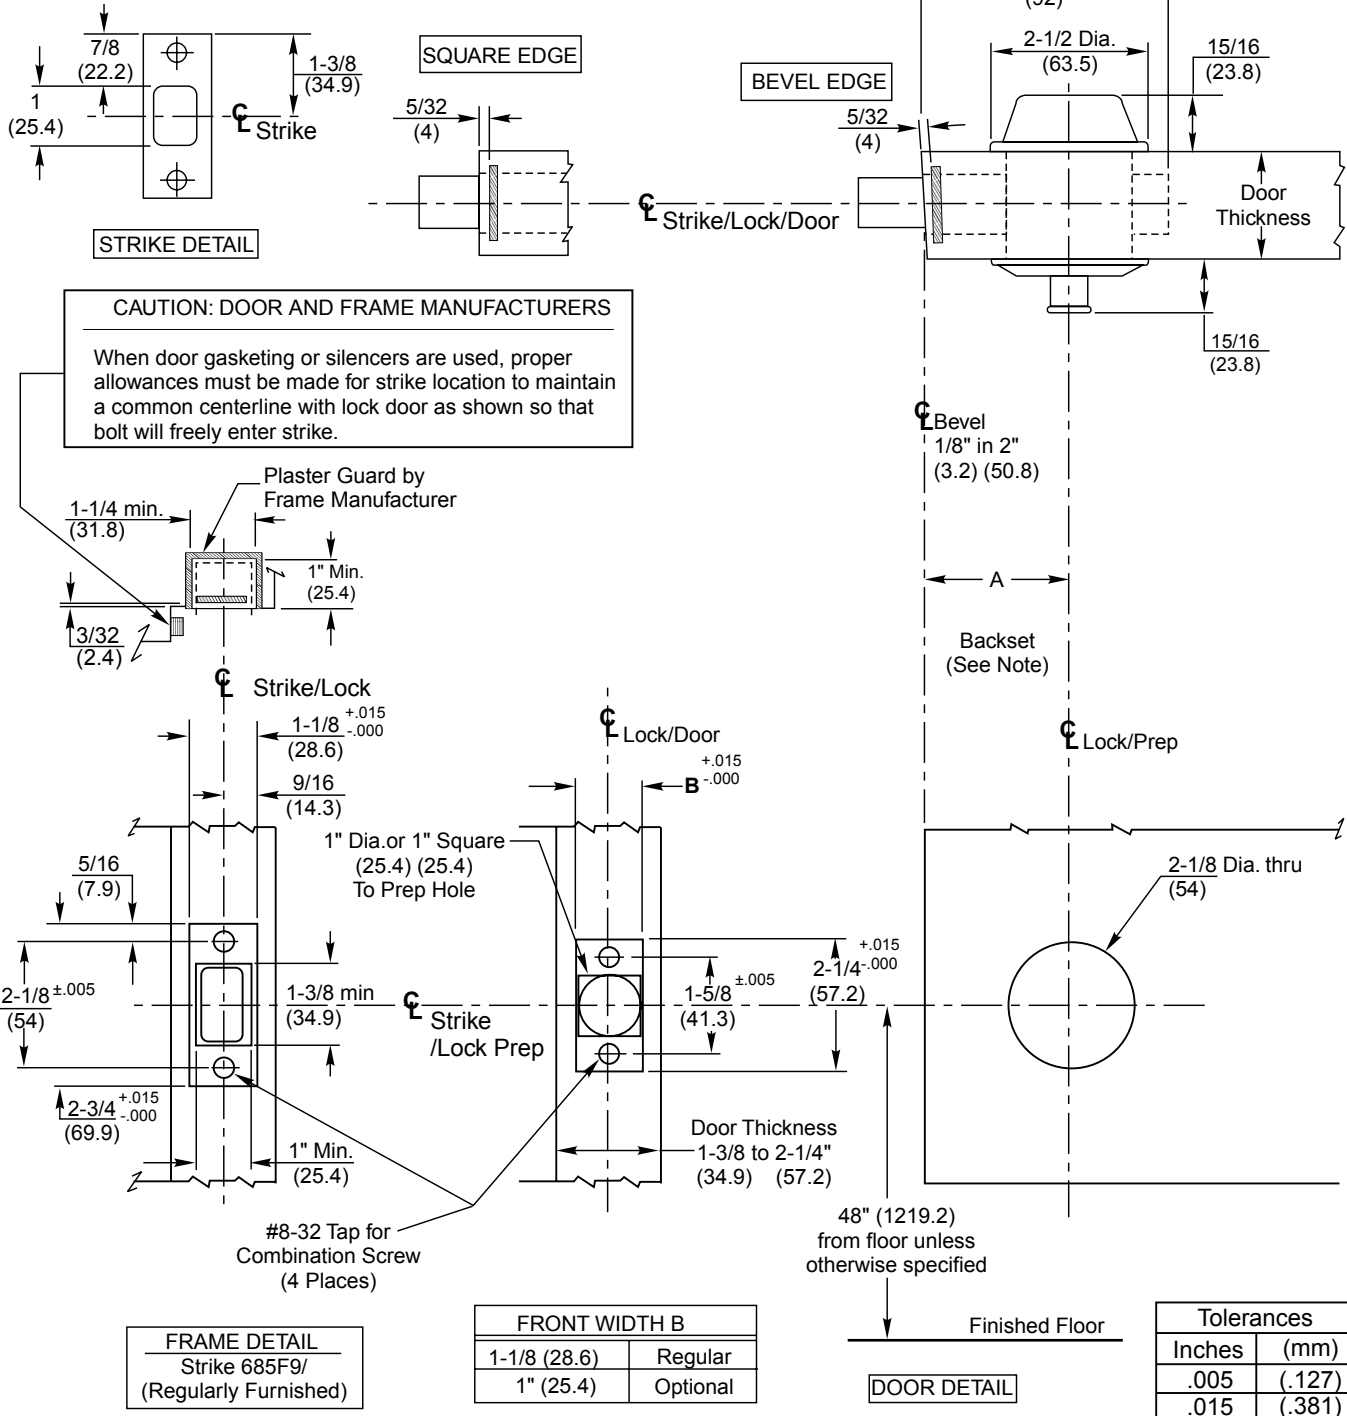 (92)
7/8
(22.2)
1-3/8
(34.9)
1
(25.4)
CL Strike
STRIKE DETAIL
SQUARE EDGE
5/32
(4)
CL Strike/Lock/Door
BEVEL EDGE
5/32
(4)
2-1/2 Dia.
(63.5)
15/16
(23.8)
Door
Thickness
15/16
(23.8)
CAUTION: DOOR AND FRAME MANUFACTURERS
When door gasketing or silencers are used, proper
allowances must be made for strike location to maintain
a common centerline with lock door as shown so that
bolt will freely enter strike.
CL Bevel
1/8" in 2"
(3.2) (50.8)
Plaster Guard by
Frame Manufacturer
1-1/4 min.
(31.8)
1" Min.
(25.4)
3/32
(2.4)
A
Backset
(See Note)
CL Strike/Lock
1-1/8 +.015 -.000
(28.6)
9/16
(14.3)
CL Lock/Door
B +.015 -.000
CL Lock/Prep
1" Dia.or 1" Square
(25.4) (25.4)
To Prep Hole
5/16
(7.9)
2-1/8 Dia. thru
(54)
2-1/8 ±.005
(54)
1-3/8 min
(34.9)
CL Strike
/Lock Prep
1-5/8 ±.005
(41.3)
2-1/4 +.015 -.000
(57.2)
2-3/4 +.015 -.000
(69.9)
1" Min.
(25.4)
Door Thickness
1-3/8 to 2-1/4"
(34.9) (57.2)
#8-32 Tap for
Combination Screw
(4 Places)
48" (1219.2)
from floor unless
otherwise specified
Finished Floor
FRAME DETAIL
Strike 685F9/
(Regularly Furnished)
FRONT WIDTH B
1-1/8 (28.6) Regular
1" (25.4) Optional
DOOR DETAIL
Tolerances
Inches (mm)
.005 (.127)
.015 (.381)